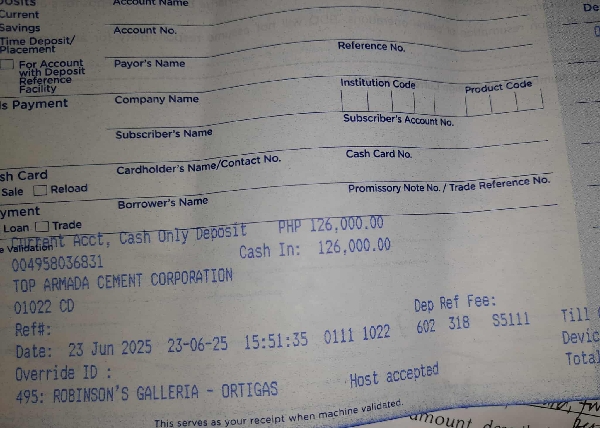 Account Name
Current
Savings
Account No.
Time Deposit/
Placement
Reference No.
For Account
with Deposit
Reference
Facility
Payor's Name
Institution Code
Product Code
Payment
Company Name
Subscriber's Name
Subscriber's Account No.
Card
Cardholder's Name/Contact No.
Cash Card No.
Sale
Reload
Promissory Note No. / Trade Reference No.
Borrower's Name
Loan
Trade
Validation
Current Acct, Cash Only Deposit PHP 126,000.00
004958036831 Cash In: 126,000.00
TOP ARMADA CEMENT CORPORATION
01022 CD
Ref#: Dep Ref Fee:
Date: 23 Jun 2025 23-06-25 15:51:35 0111 1022 602 318 S5111 Till
Override ID :
495: ROBINSON'S GALLERIA - ORTIGAS Host accepted Total
This serves as your receipt when machine validated.
amount